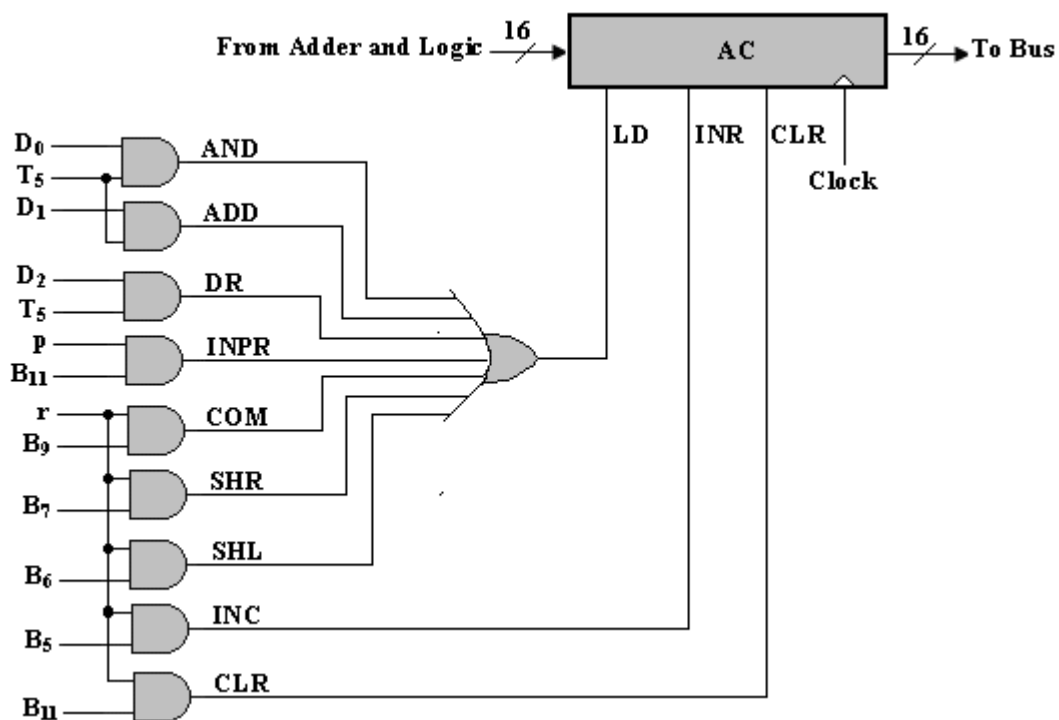 From Adder and Logic
16
AC
16
To Bus
LD
INR
CLR
Clock
D0
AND
T5
D1
ADD
D2
DR
T5
p
INPR
B11
r
COM
B9
SHR
B7
SHL
B6
INC
B5
CLR
B11